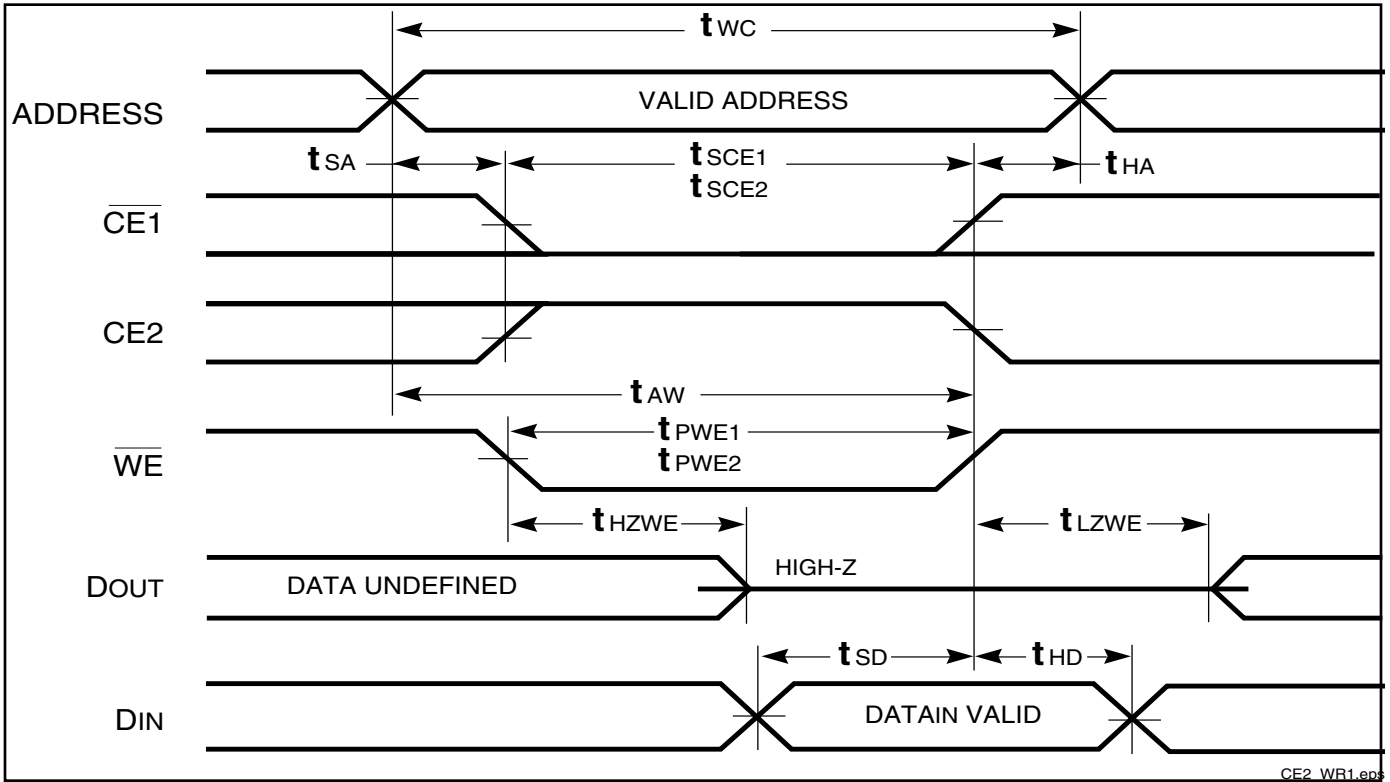 tWC
ADDRESS
VALID ADDRESS
tSA
tSCE1
tSCE2
tHA
CE1
CE2
tAW
WE
tPWE1
tPWE2
tHZWE
tLZWE
DOUT
DATA UNDEFINED
HIGH-Z
tSD
tHD
DIN
DATAIN VALID
CE2_WR1.eps